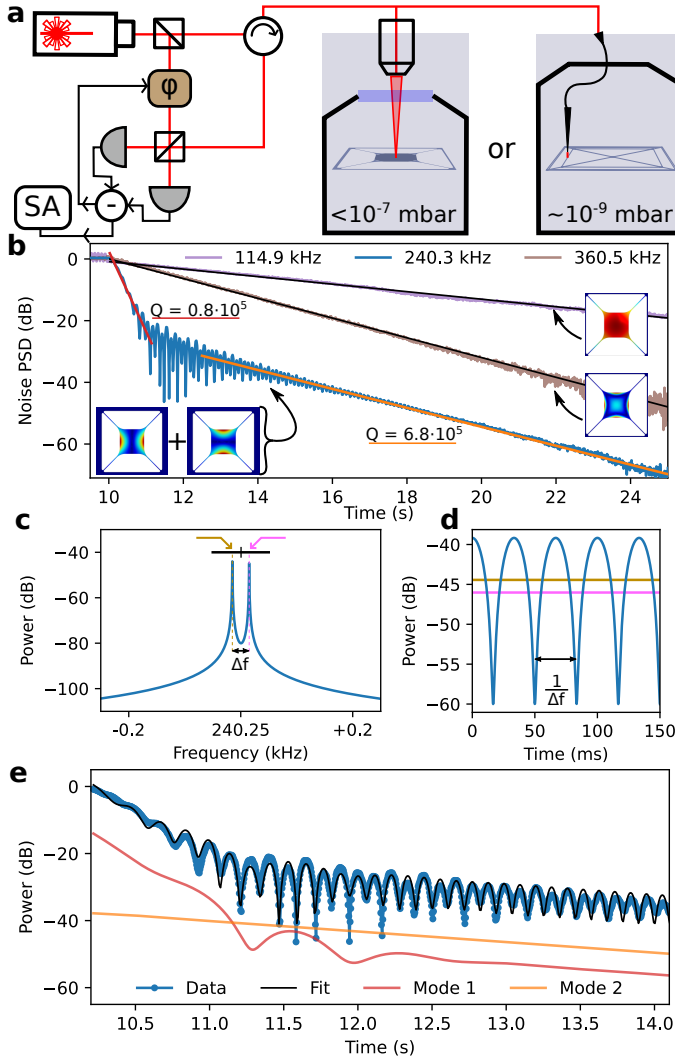 a
φ
SA
-
or
<10⁻⁷ mbar
~10⁻⁹ mbar
b
114.9 kHz
240.3 kHz
360.5 kHz
Noise PSD (dB)
0
−20
−40
−60
Q = 0.8·10⁵
+
Q = 6.8·10⁵
10
12
14
16
18
20
22
24
Time (s)
c
Power (dB)
−40
−60
−80
−100
Δf
-0.2
240.25
+0.2
Frequency (kHz)
d
Power (dB)
−40
−45
−50
−55
−60
1
Δf
0
50
100
150
Time (ms)
e
Power (dB)
0
−20
−40
−60
Data
Fit
Mode 1
Mode 2
10.5
11.0
11.5
12.0
12.5
13.0
13.5
14.0
Time (s)